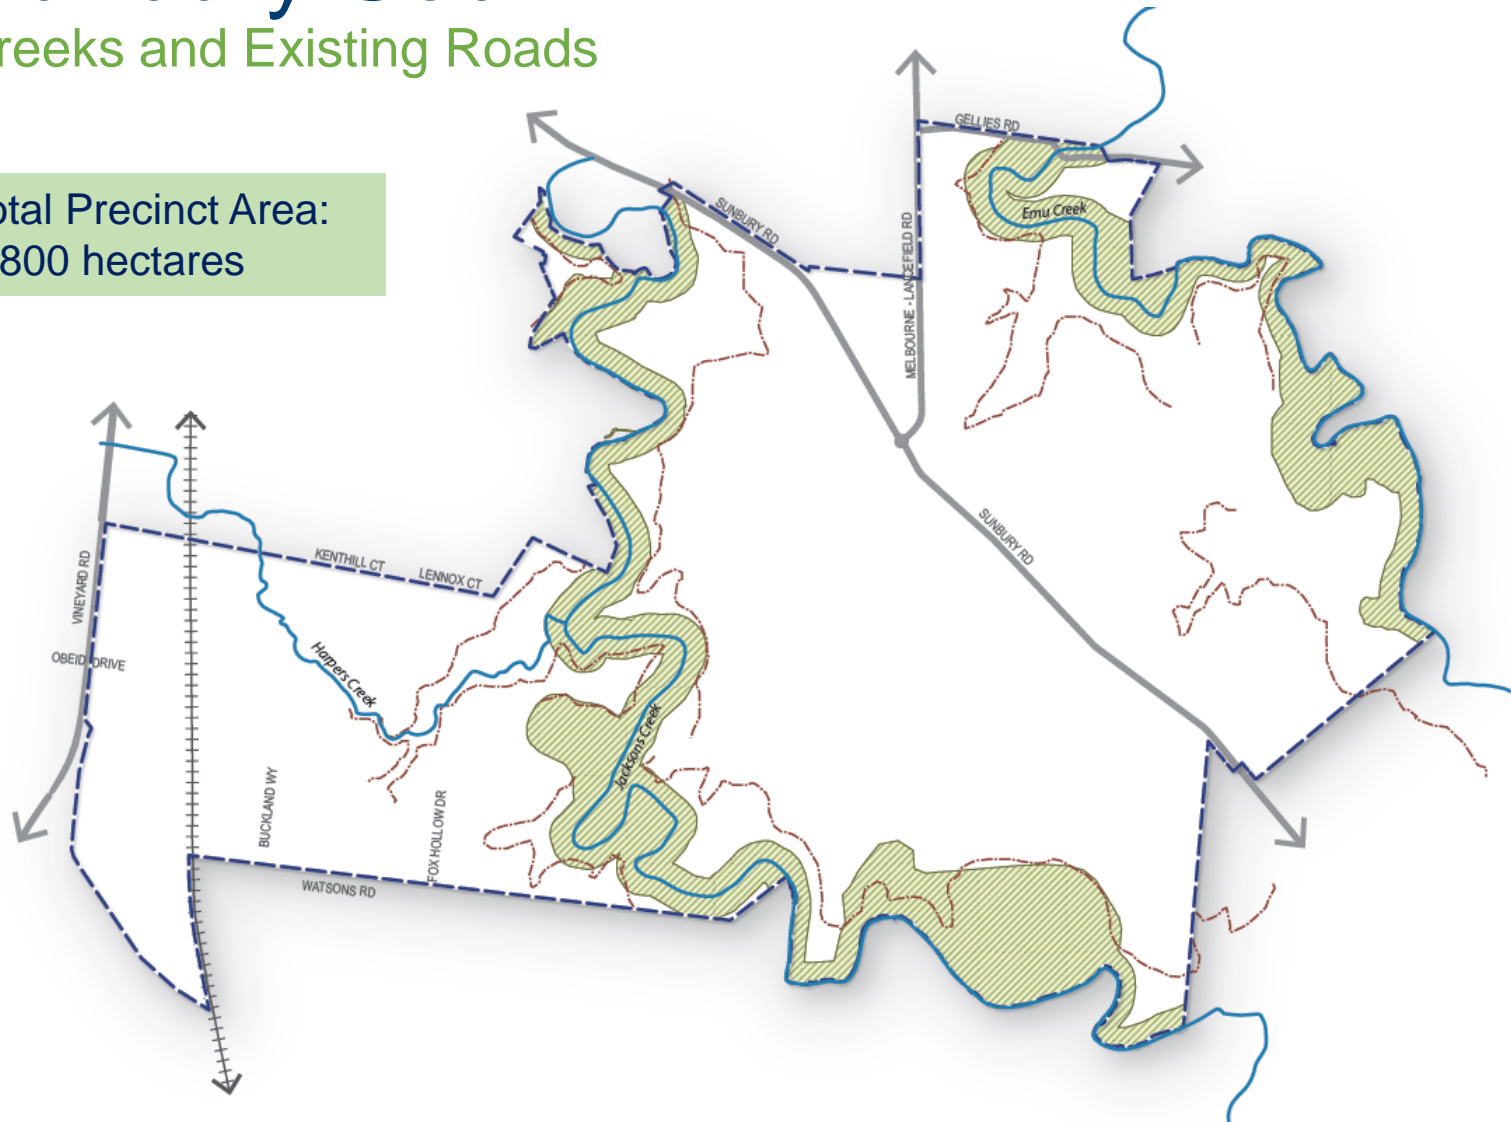 reeks and Existing Roads
otal Precinct Area:
800 hectares
GELLIES RD
SUNBURY RD
Emu Creek
MELBOURNE - LANCEFIELD RD
SUNBURY RD
KENTHILL CT
LENNOX CT
VINEYARD RD
OBEID DRIVE
Harpers Creek
Jacksons Creek
BUCKLAND WY
FOX HOLLOW DR
WATSONS RD